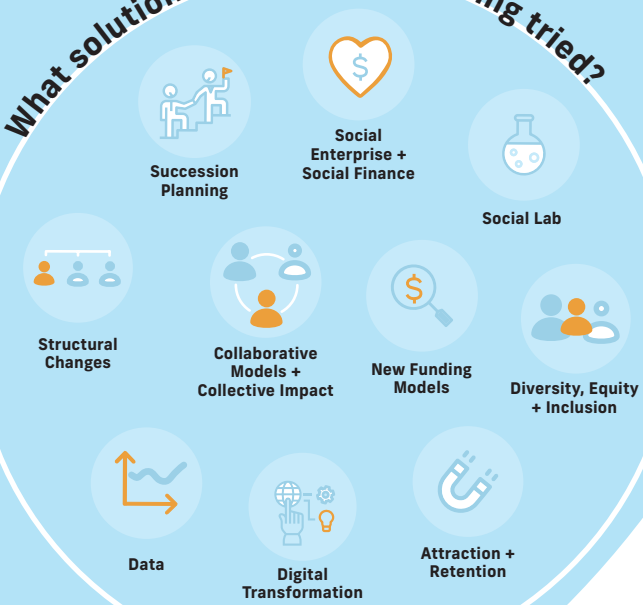 What solution
ng tried?
$
Social
Enterprise +
Social Finance
Succession
Planning
Social Lab
Structural
Changes
Collaborative
Models +
Collective Impact
$
New Funding
Models
Diversity, Equity
+ Inclusion
Data
Digital
Transformation
Attraction +
Retention